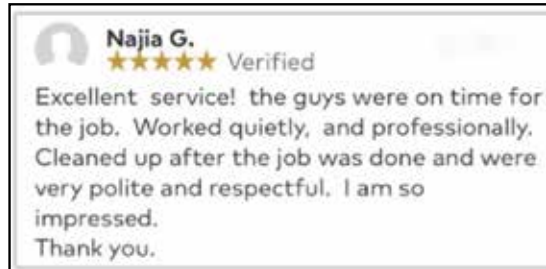 Najia G.
★★★★★ Verified
Excellent service! the guys were on time for
the job. Worked quietly, and professionally.
Cleaned up after the job was done and were
very polite and respectful. I am so
impressed.
Thank you.